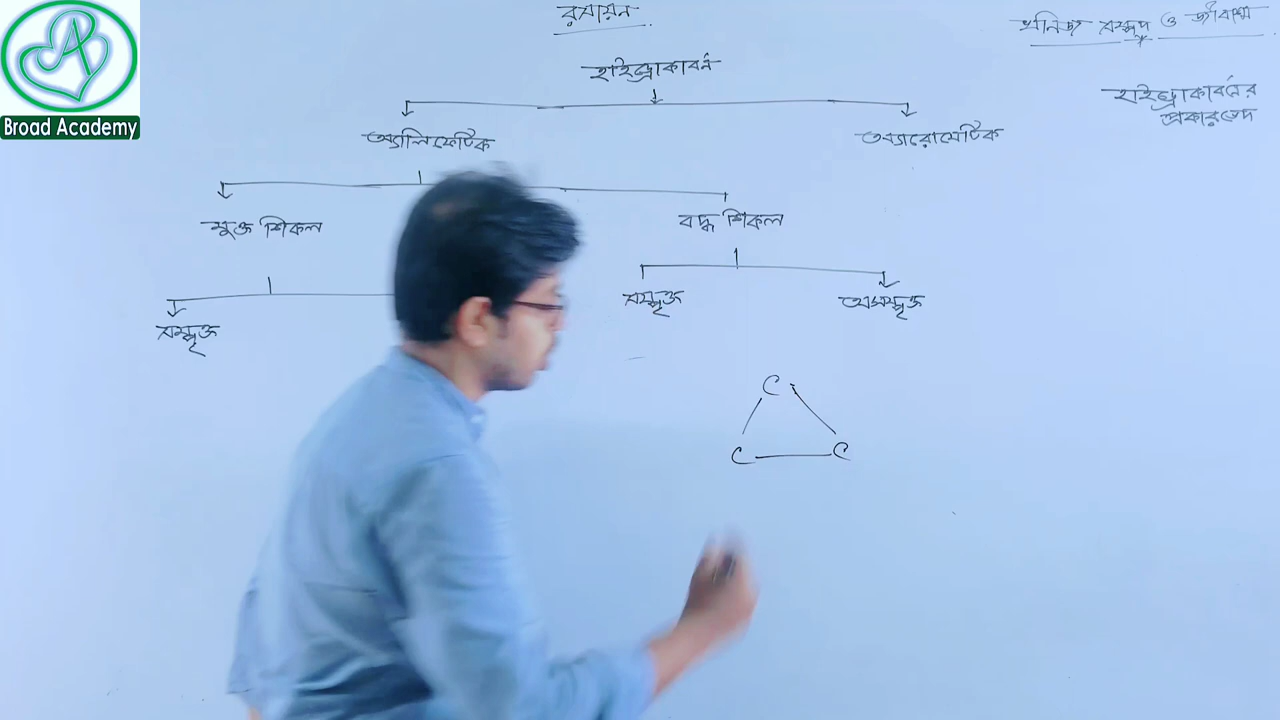 রসায়ন
খনিজ সম্পদ ও জীবাশ্ম
হাইড্রোকার্বন
হাইড্রোকার্বনের
প্রকারভেদ
অ্যালিফেটিক
অ্যারোমেটিক
মুক্ত শিকল
বদ্ধ শিকল
সম্পৃক্ত
অসম্পৃক্ত
সম্পৃক্ত
C
C C
Broad Academy